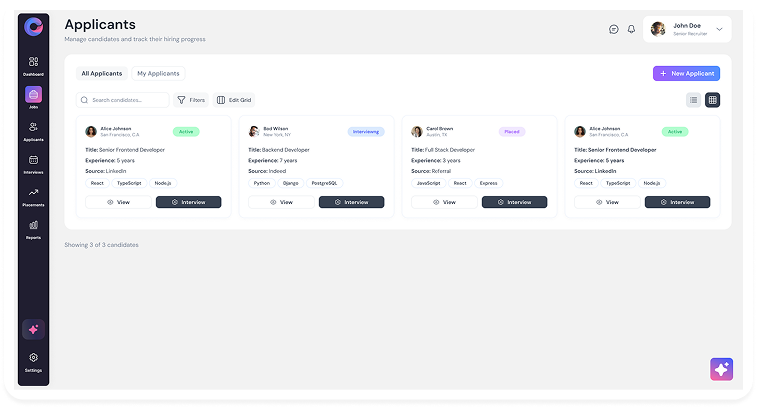 Applicants
Manage candidates and track their hiring progress
John Doe
Senior Recruiter
Dashboard
Jobs
Applicants
Interviews
Placements
Reports
Settings
All Applicants
My Applicants
+ New Applicant
Search candidates...
Filters
Edit Grid
Alice Johnson
San Francisco, CA
Active
Title: Senior Frontend Developer
Experience: 5 years
Source: LinkedIn
React TypeScript Node.js
View Interview
Bod Wilson
New York, NY
Interviewing
Title: Backend Developer
Experience: 7 years
Source: Indeed
Python Django PostgreSQL
View Interview
Carol Brown
Austin, TX
Placed
Title: Full Stack Developer
Experience: 3 years
Source: Referral
JavaScript React Express
View Interview
Alice Johnson
San Francisco, CA
Active
Title: Senior Frontend Developer
Experience: 5 years
Source: LinkedIn
React TypeScript Node.js
View Interview
Showing 3 of 3 candidates